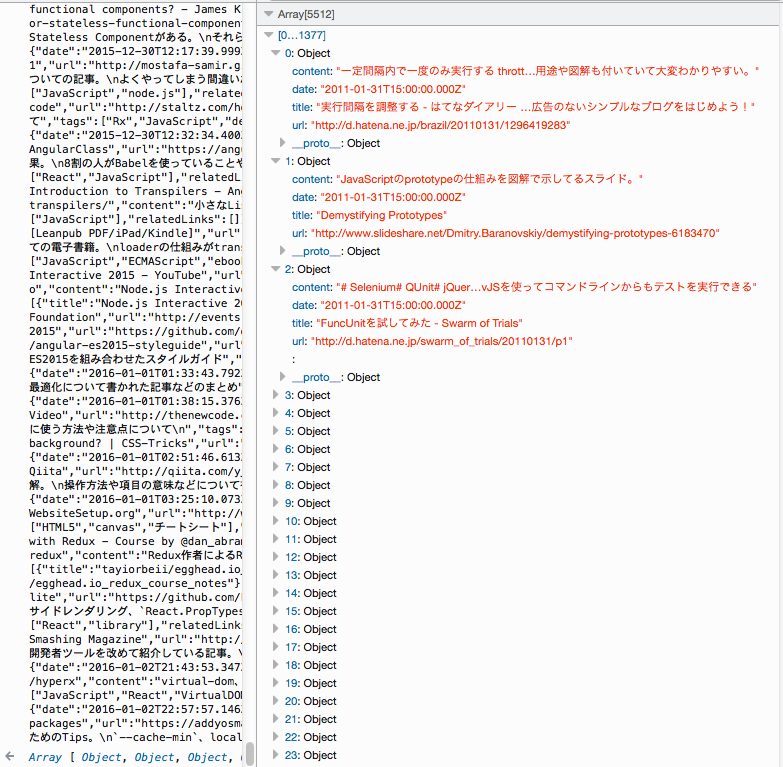 functional components? – James K
or-stateless-function-component
Stateless Componentがある。\nそれら
{"date":"2015-12-30T12:17:39.999
1","url":"http://mostafa-samir.g
ついての記事。\nよくやってしまう間違い
["JavaScript","node.js"],"related
code","url":"http://staltz.com/h
て","tags":["Rx","JavaScript","de
{"date":"2015-12-30T12:32:34.400
AngularClass","url":"https://ang
果。\n8割の人がBabelを使っていることや
["React","JavaScript"],"relatedL
Introduction to Transpilers – An
transpilers/","content":"小さなLi
["JavaScript"],"relatedLinks":[]
[Leanpub PDF/iPad/Kindle]","url"
ての電子書籍。\nloaderの仕組みがtrans
["JavaScript","ECMAScript","eboo
Interactive 2015 – YouTube","url
o","content":"Node.js Interactiv
[{"title":"Node.js Interactive 2
Foundation","url":"http://events
2015","url":"https://github.com/
/angular-es2015-styleguide","url
ES2015を組み合わせたスタイルガイド","
{"date":"2016-01-01T01:33:43.792
最適化について書かれた記事などのまとめ"
{"date":"2016-01-01T01:38:15.376
Video","url":"http://thenewcode.
に使う方法や注意点について\n","tags":
background? | CSS-Tricks","url":
{"date":"2016-01-01T02:51:46.613
Qiita","url":"http://qiita.com/y_
解。\n操作方法や項目の意味などについて
{"date":"2016-01-01T03:25:10.073
WebsiteSetup.org","url":"http://w
["HTML5","canvas","チートシート"],"
with Redux – Course by @dan_abra
redux","content":"Redux作者によるR
[{"title":"tayiorbeii/egghead.io_
/egghead.io_redux_course_notes"}
lite","url":"https://github.com/
サイドレンダリング、`React.PropTypes
["React","library"],"relatedLink
Smashing Magazine","url":"http:/
開発者ツールを改めて紹介している記事。\
{"date":"2016-01-02T21:43:53.347
/hyperx","content":"virtual-dom、
["JavaScript","React","VirtualDOM
{"date":"2016-01-02T22:57:57.146
packages","url":"https://addyosm
ためのTips。\n`--cache-min`、local
Array [ Object, Object, Object,
Array[5512]
[0…1377]
0: Object
content: "一定間隔内で一度のみ実行する thrott…用途や図解も付いていて大変わかりやすい。"
date: "2011-01-31T15:00:00.000Z"
title: "実行間隔を調整する - はてなダイアリー …広告のないシンプルなブログをはじめよう！"
url: "http://d.hatena.ne.jp/brazil/20110131/1296419283"
__proto__: Object
1: Object
content: "JavaScriptのprototypeの仕組みを図解で示してるスライド。"
date: "2011-01-31T15:00:00.000Z"
title: "Demystifying Prototypes"
url: "http://www.slideshare.net/Dmitry.Baranovskiy/demystifying-prototypes-6183470"
__proto__: Object
2: Object
content: "# Selenium# QUnit# jQuer…vJSを使ってコマンドラインからもテストを実行できる"
date: "2011-01-31T15:00:00.000Z"
title: "FuncUnitを試してみた - Swarm of Trials"
url: "http://d.hatena.ne.jp/swarm_of_trials/20110131/p1"
:
__proto__: Object
3: Object
4: Object
5: Object
6: Object
7: Object
8: Object
9: Object
10: Object
11: Object
12: Object
13: Object
14: Object
15: Object
16: Object
17: Object
18: Object
19: Object
20: Object
21: Object
22: Object
23: Object